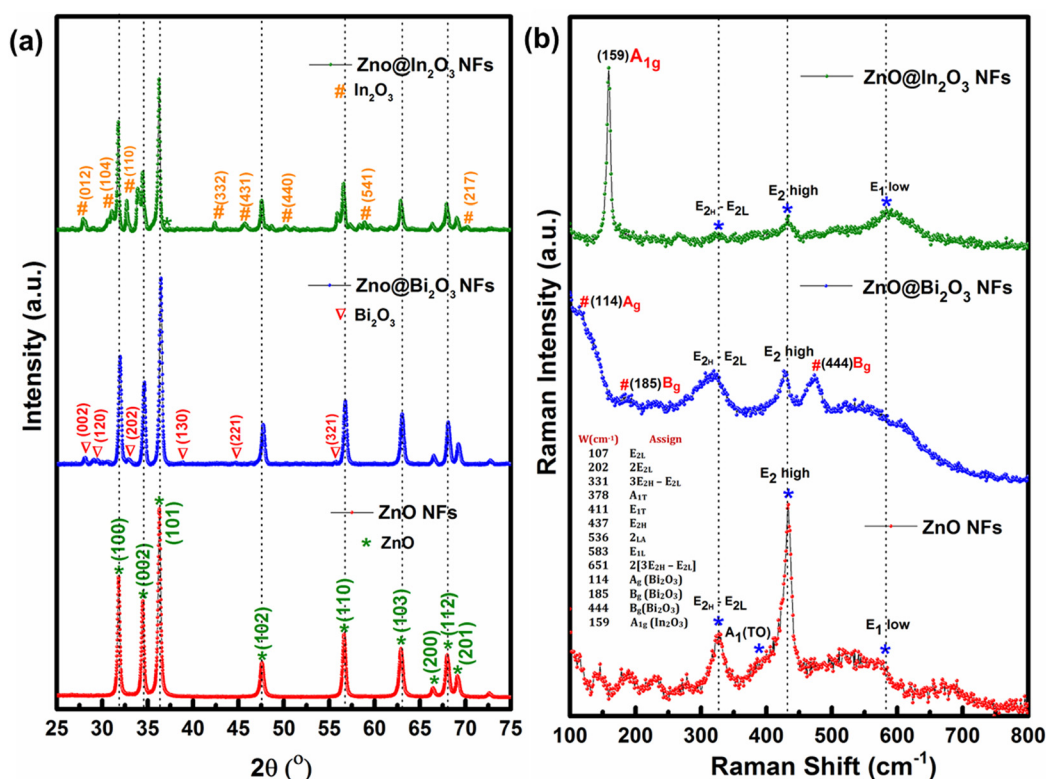 (a)
Zno@In₂O₃ NFs
# In₂O₃
#(012)
#(104)
#(110)
#(332)
#(431)
#(440)
#(541)
#(217)
*
Zno@Bi₂O₃ NFs
▽ Bi₂O₃
▽(002)
▽(120)
▽(202)
▽(130)
▽(221)
▽(321)
ZnO NFs
* ZnO
*(100)
*(002)
*(101)
*(102)
*(110)
*(103)
*(200)
*(112)
*(201)
Intensity (a.u.)
25 30 35 40 45 50 55 60 65 70 75
2θ (°)
(b)
(159)A₁g
ZnO@In₂O₃ NFs
E₂H - E₂L
E₂ high
E₁ low
ZnO@Bi₂O₃ NFs
#(114)Ag
#(185)Bg
E₂H - E₂L
E₂ high
#(444)Bg
W(cm⁻¹) Assign
107 E₂L
202 2E₂L
331 3E₂H – E₂L
378 A₁T
411 E₁T
437 E₂H
536 2LA
583 E₁L
651 2[3E₂H – E₂L]
114 Ag (Bi₂O₃)
185 Bg (Bi₂O₃)
444 Bg(Bi₂O₃)
159 A₁g (In₂O₃)
E₂ high
ZnO NFs
E₂H - E₂L
A₁(TO)
E₁ low
Raman Intensity (a.u.)
100 200 300 400 500 600 700 800
Raman Shift (cm⁻¹)